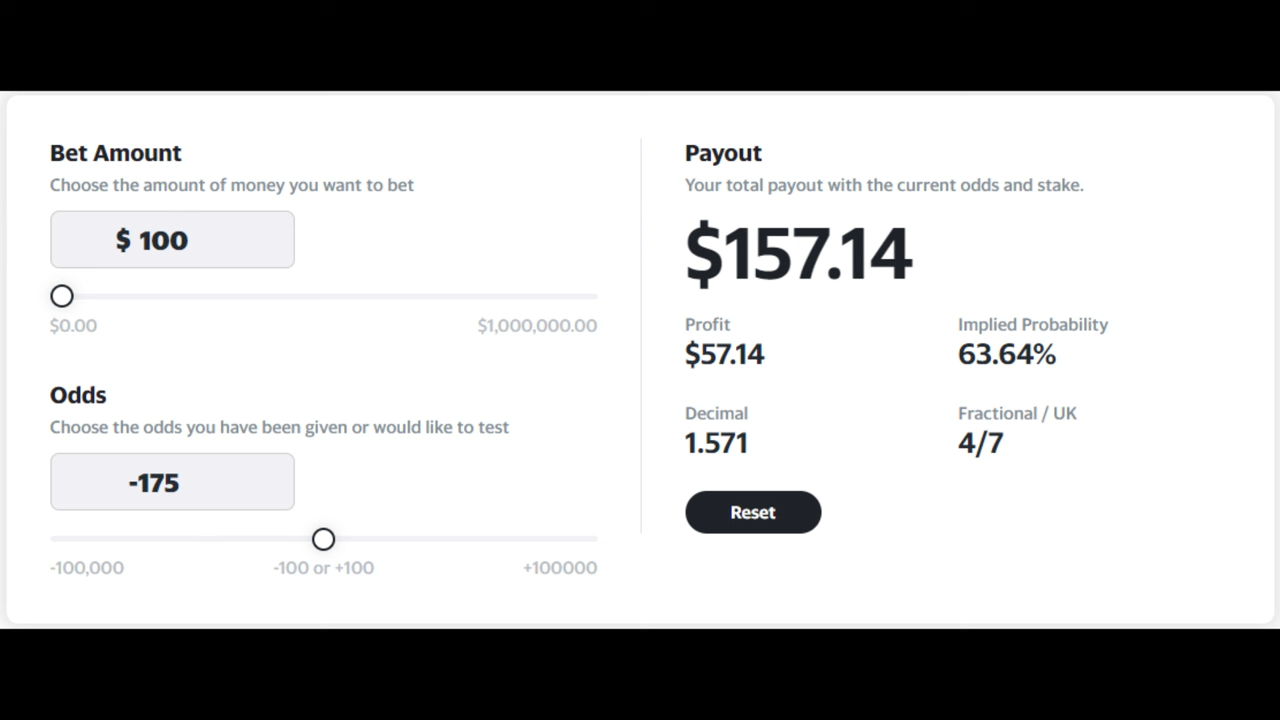 Bet Amount
Choose the amount of money you want to bet
$ 100
$0.00 $1,000,000.00
Odds
Choose the odds you have been given or would like to test
-175
-100,000 -100 or +100 +100000
Payout
Your total payout with the current odds and stake.
$157.14
Profit Implied Probability
$57.14 63.64%
Decimal Fractional / UK
1.571 4/7
Reset